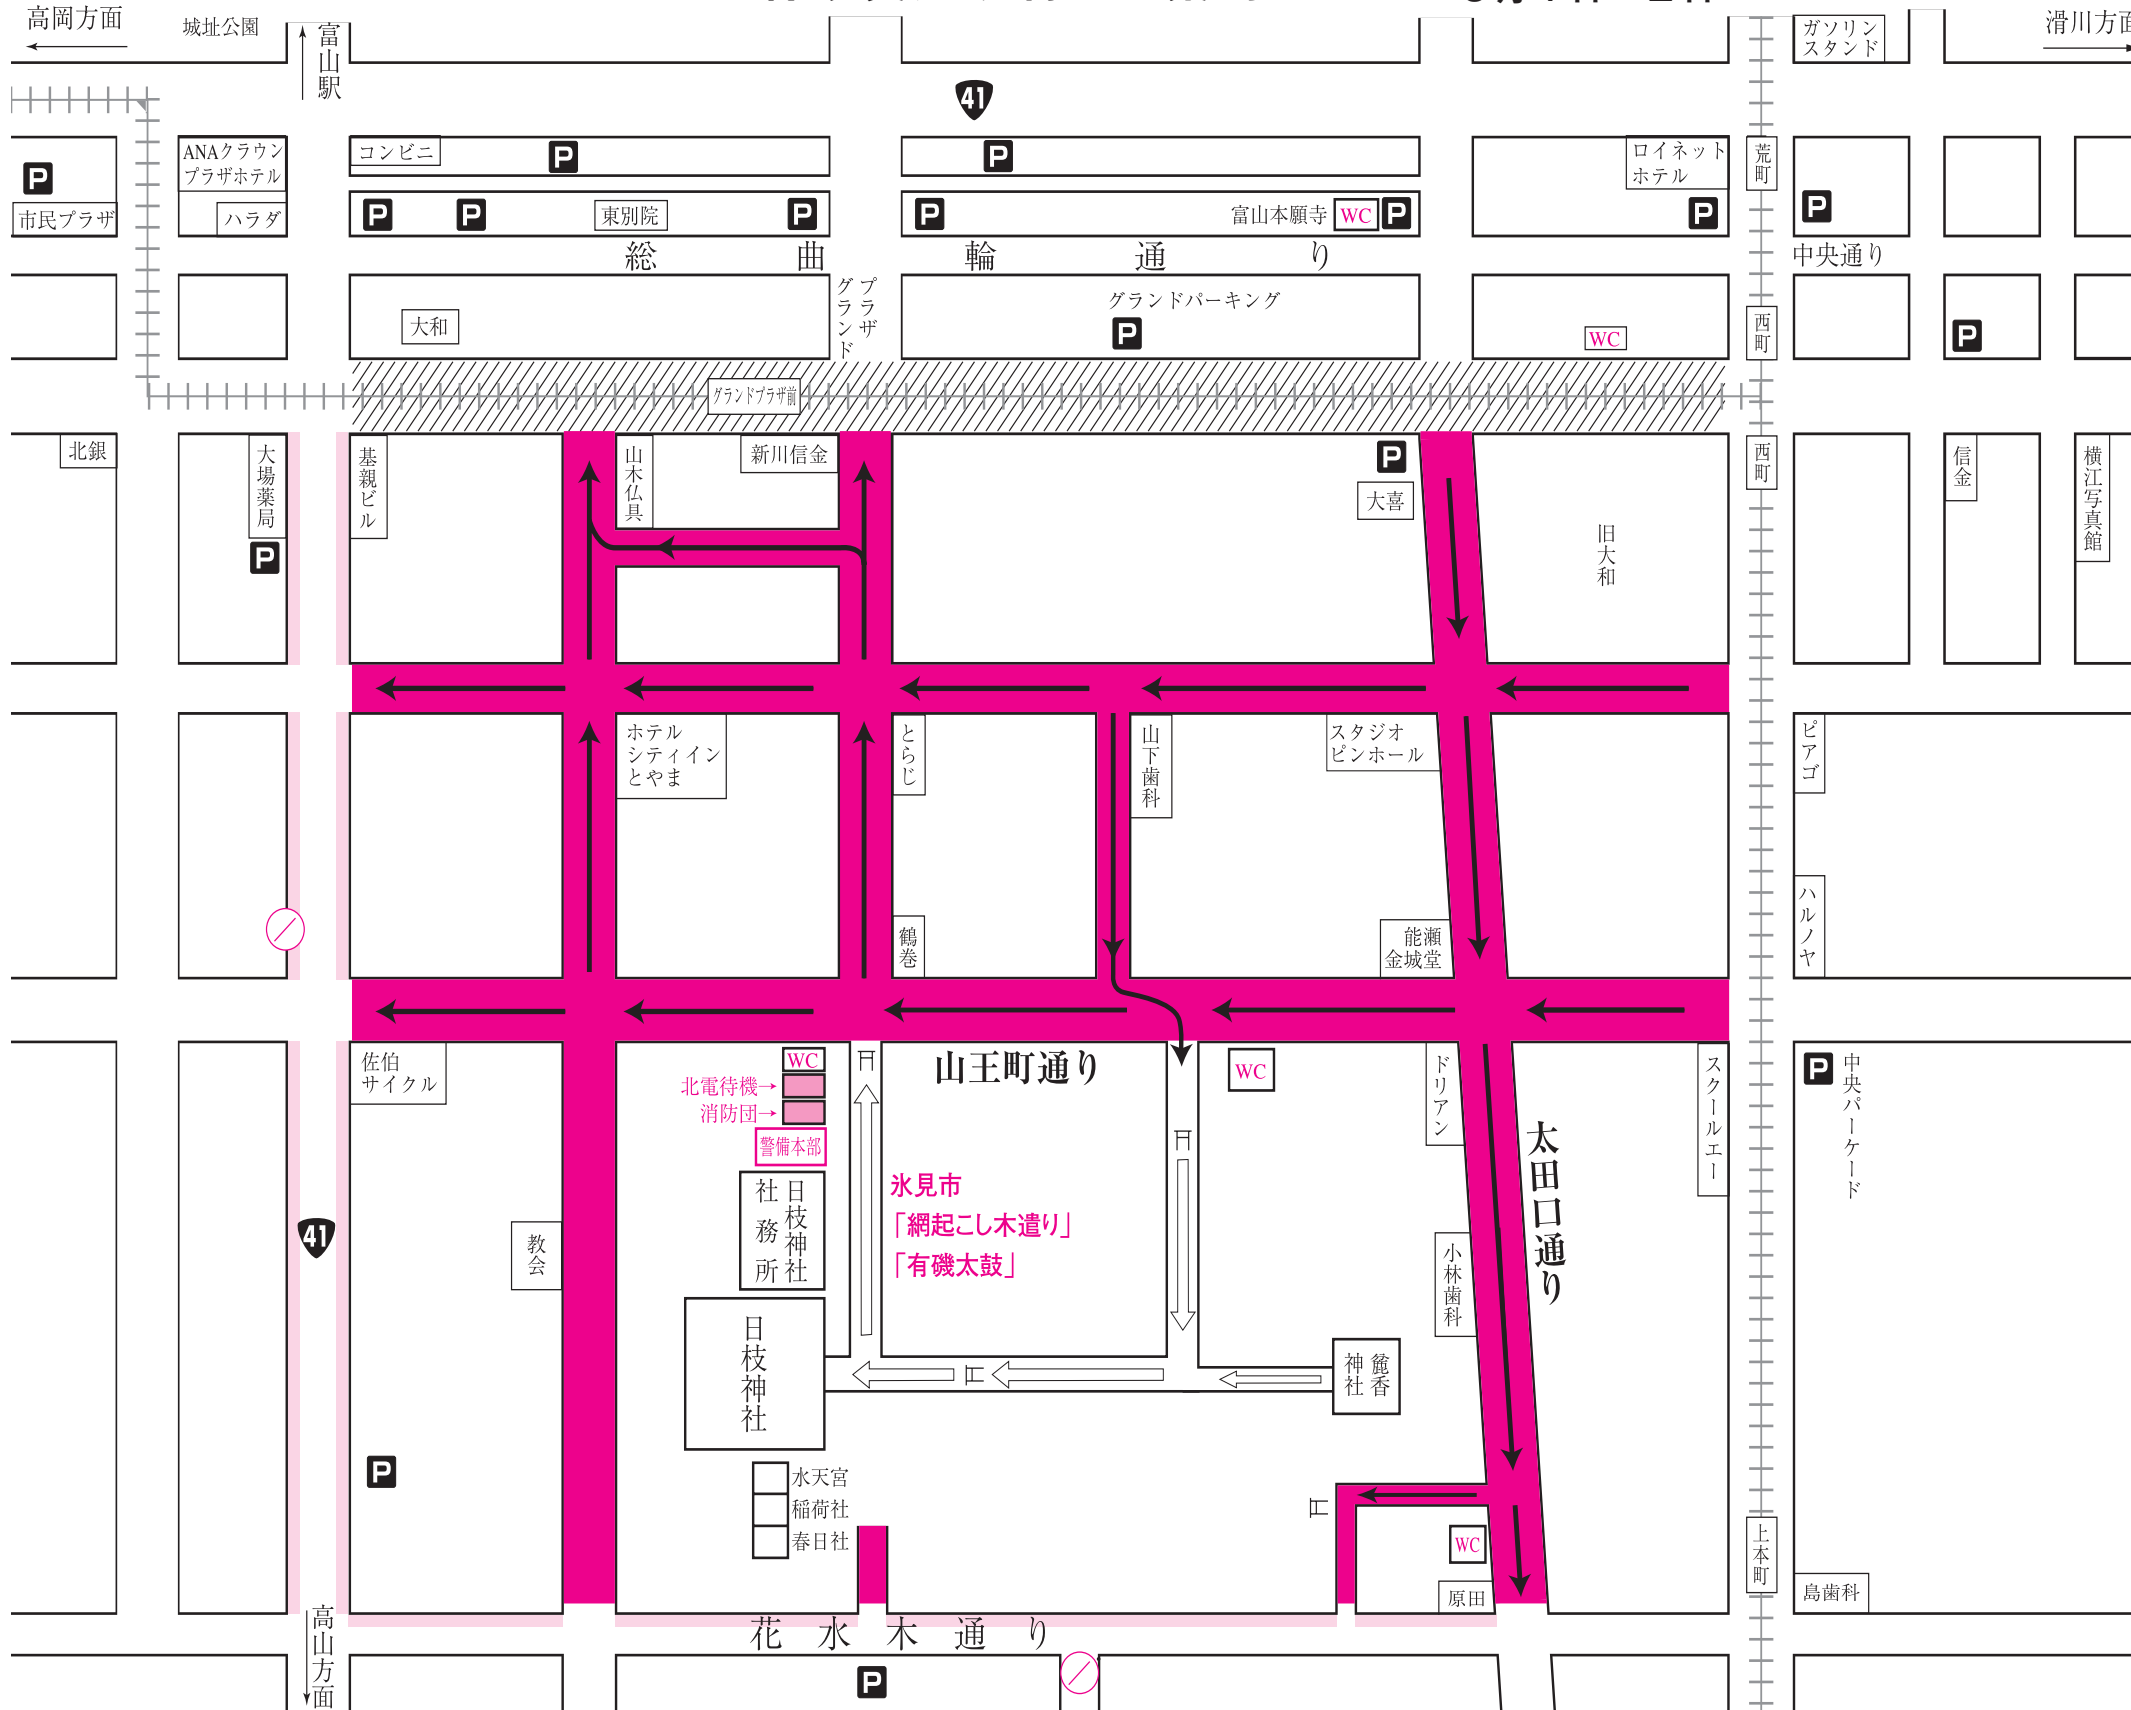 高岡方面
城址公園
富山駅
ガソリン
スタンド
滑川方面
41
ANAクラウン
プラザホテル
コンビニ
P
P
ロイネット
ホテル
荒町
P
市民プラザ
ハラダ
P
P
東別院
P
P
富山本願寺
WC
P
P
P
総曲輪通り
中央通り
大和
グランド
プラザ
グランドパーキング
P
WC
西町
P
グランドプラザ前
北銀
大場薬局
P
基親ビル
山木仏具
新川信金
P
大喜
旧大和
西町
信金
横江写真館
ホテル
シティイン
とやま
とらじ
山下歯科
スタジオ
ピンホール
ピアゴ
鶴巻
能瀬
金城堂
ハルノヤ
佐伯
サイクル
WC
北電待機→
消防団→
警備本部
山王町通り
WC
ドリアン
スクールエー
P
中央パーケード
太田口通り
日枝神社
社務所
氷見市
「網起こし木遣り」
「有磯太鼓」
41
教会
小林歯科
日枝神社
麓香
神社
P
水天宮
稲荷社
春日社
WC
原田
上本町
島歯科
高山方面
花水木通り
P